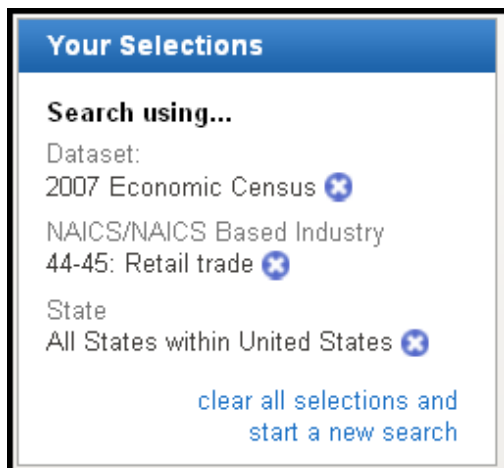 Your Selections
Search using...
Dataset:
2007 Economic Census
NAICS/NAICS Based Industry
44-45: Retail trade
State
All States within United States
clear all selections and
start a new search